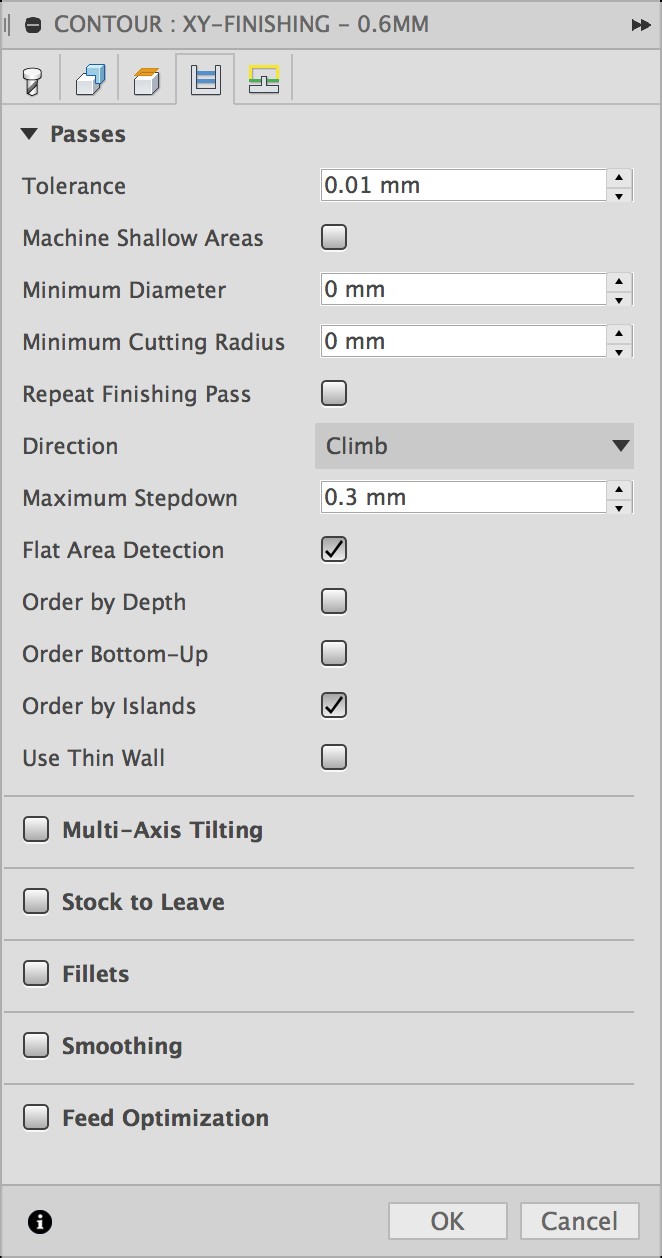 CONTOUR : XY-FINISHING - 0.6MM
Passes
Tolerance 0.01 mm
Machine Shallow Areas
Minimum Diameter 0 mm
Minimum Cutting Radius 0 mm
Repeat Finishing Pass
Direction Climb
Maximum Stepdown 0.3 mm
Flat Area Detection
Order by Depth
Order Bottom-Up
Order by Islands
Use Thin Wall
Multi-Axis Tilting
Stock to Leave
Fillets
Smoothing
Feed Optimization
OK Cancel